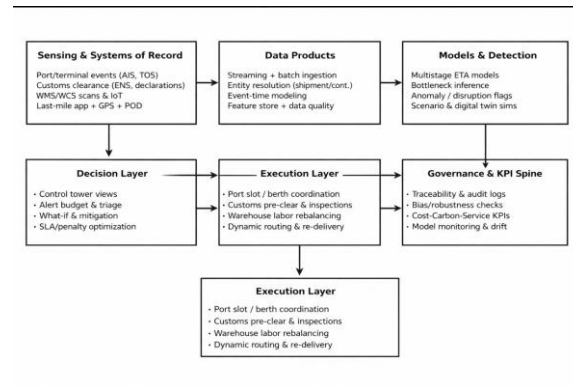 Sensing & Systems of Record
Port/terminal events (AIS, TOS)
Customs clearance (ENS, declarations)
WMS/WCS scans & IoT
Last-mile app + GPS + POD
Data Products
Streaming + batch ingestion
Entity resolution (shipment/cont.)
Event-time modeling
Feature store + data quality
Models & Detection
Multistage ETA models
Bottleneck inference
Anomaly / disruption flags
Scenario & digital twin sims
Decision Layer
• Control tower views
• Alert budget & triage
• What-if & mitigation
• SLA/penalty optimization
Execution Layer
• Port slot / berth coordination
• Customs pre-clear & inspections
• Warehouse labor rebalancing
• Dynamic routing & re-delivery
Governance & KPI Spine
• Traceability & audit logs
• Bias/robustness checks
• Cost-Carbon-Service KPIs
• Model monitoring & drift
Execution Layer
• Port slot / berth coordination
• Customs pre-clear & inspections
• Warehouse labor rebalancing
• Dynamic routing & re-delivery